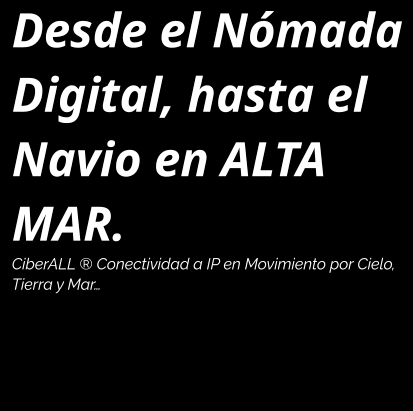 Desde el Nómada
Digital, hasta el
Navio en ALTA
MAR.
CiberALL ® Conectividad a IP en Movimiento por Cielo,
Tierra y Mar...